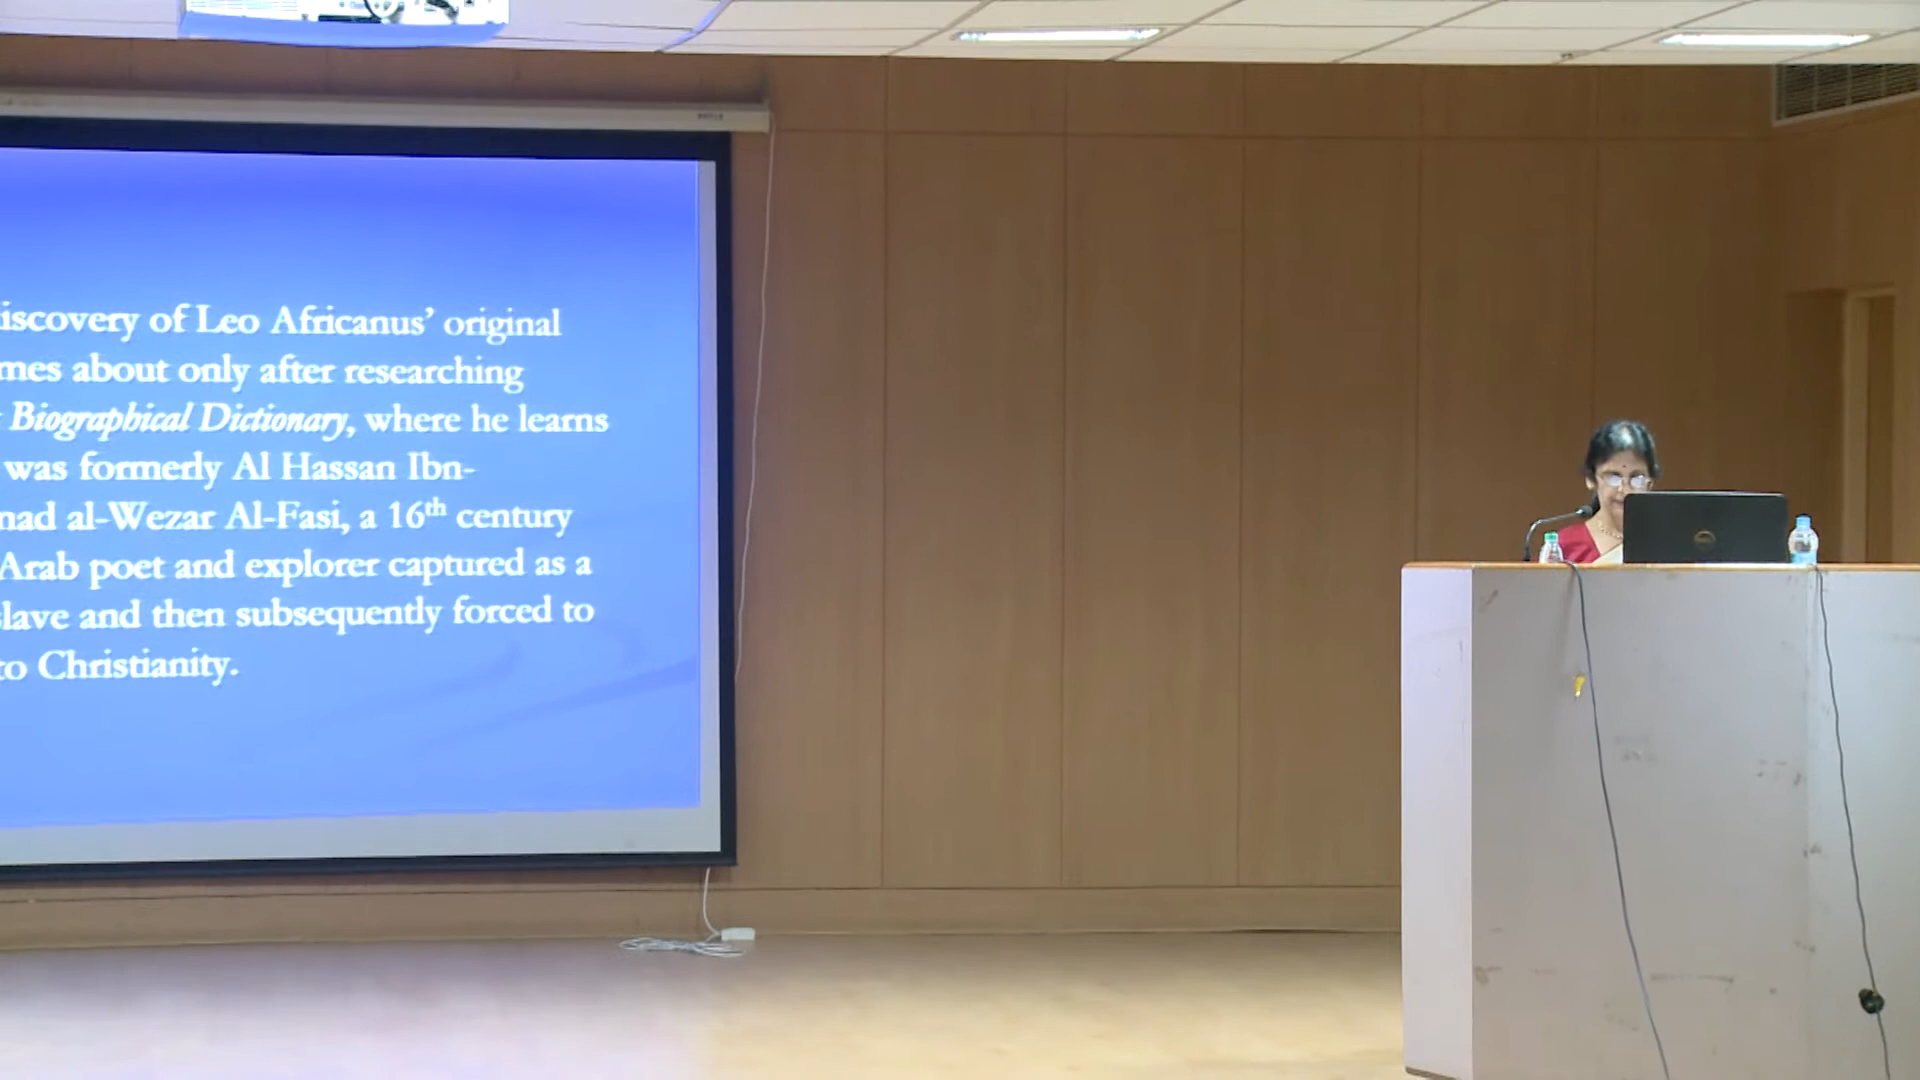 iscovery of Leo Africanus' original
mes about only after researching
Biographical Dictionary, where he learns
was formerly Al Hassan Ibn-
nad al-Wezar Al-Fasi, a 16th century
Arab poet and explorer captured as a
slave and then subsequently forced to
to Christianity.